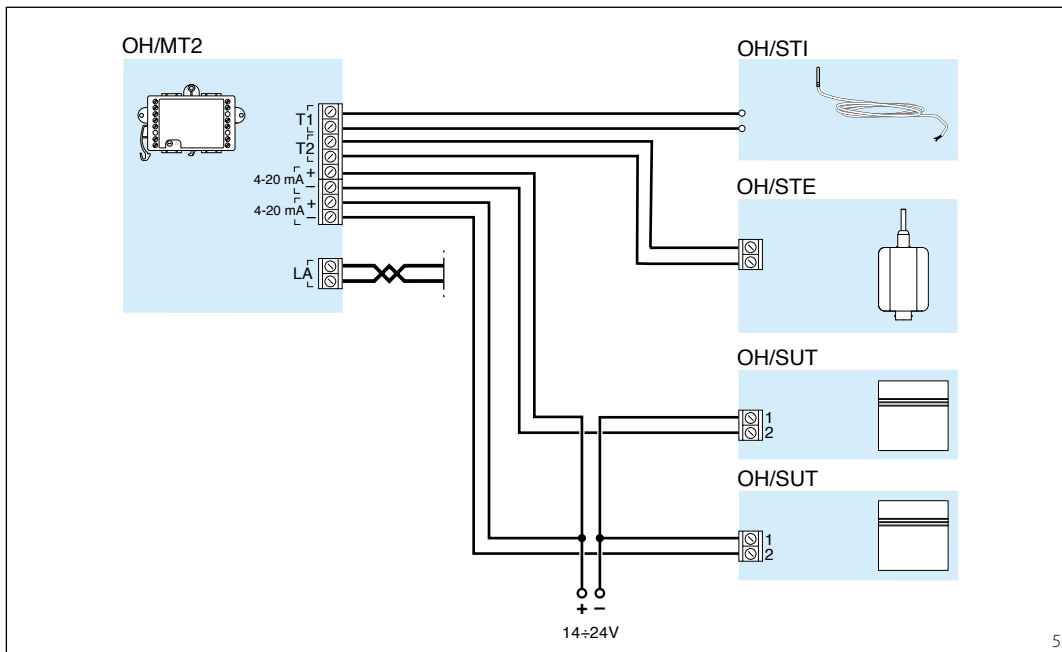 OH/MT2
T1
T2
4-20 mA
+
–
4-20 mA
+
–
LA
OH/STI
OH/STE
OH/SUT
1
2
OH/SUT
1
2
+ –
14÷24V
5